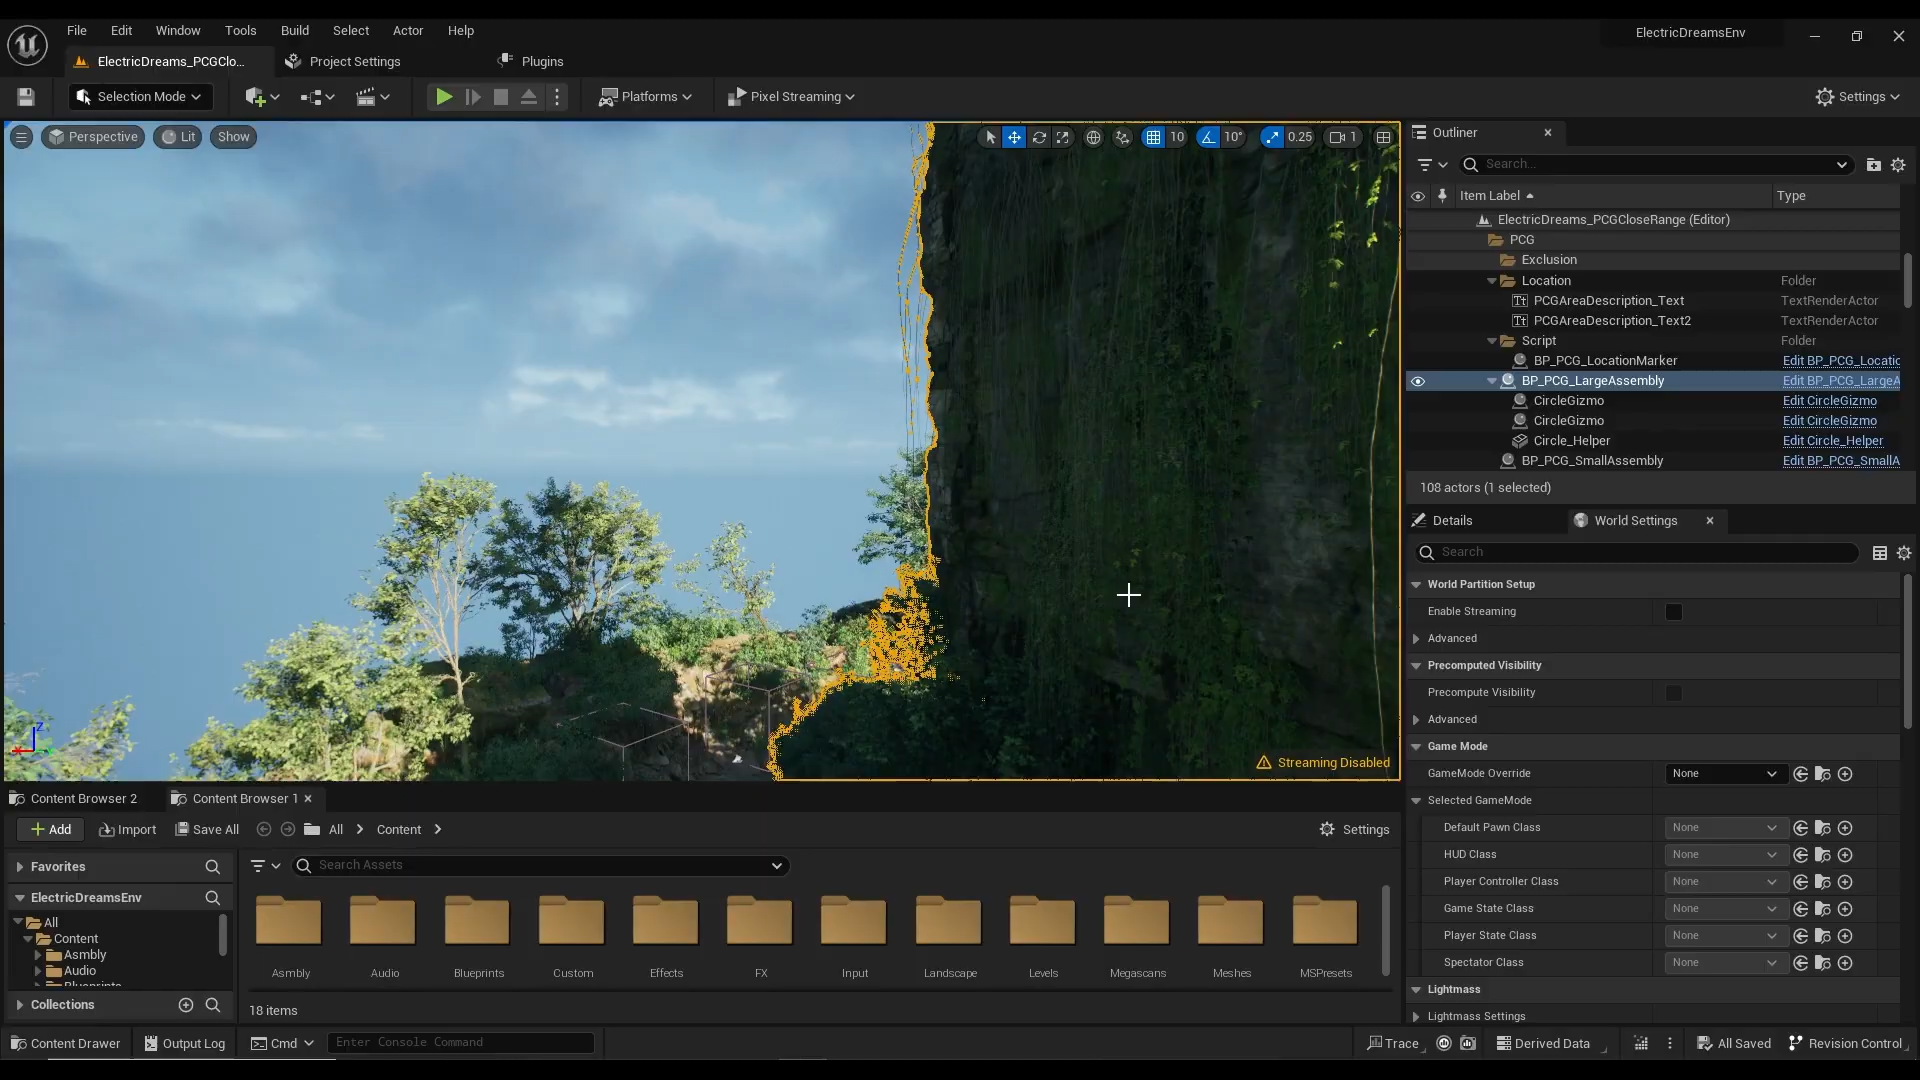 File Edit Window Tools Build Select Actor Help
ElectricDreamsEnv
ElectricDreams_PCGClo...
Project Settings
Plugins
Selection Mode
Platforms
Pixel Streaming
Settings
Perspective
Lit
Show
10
10°
0.25
1
Streaming Disabled
Outliner
Search...
Item Label
Type
ElectricDreams_PCGCloseRange (Editor)
PCG
Exclusion
Location Folder
PCGAreaDescription_Text TextRenderActor
PCGAreaDescription_Text2 TextRenderActor
Script Folder
BP_PCG_LocationMarker Edit BP_PCG_Locatic
BP_PCG_LargeAssembly Edit BP_PCG_LargeA
CircleGizmo Edit CircleGizmo
CircleGizmo Edit CircleGizmo
Circle_Helper Edit Circle_Helper
BP_PCG_SmallAssembly Edit BP_PCG_SmallA
108 actors (1 selected)
Details
World Settings
Search
World Partition Setup
Enable Streaming
Advanced
Precomputed Visibility
Precompute Visibility
Advanced
Game Mode
GameMode Override None
Selected GameMode
Default Pawn Class None
HUD Class None
Player Controller Class None
Game State Class None
Player State Class None
Spectator Class None
Lightmass
Lightmass Settings
Content Browser 2
Content Browser 1
Add
Import
Save All
All
Content
Settings
Favorites
Search Assets
ElectricDreamsEnv
All
Content
Asmbly
Audio
Blueprints
Collections
Asmbly Audio Blueprints Custom Effects FX Input Landscape Levels Megascans Meshes MSPresets
18 items
Content Drawer
Output Log
Cmd
Enter Console Command
Trace
Derived Data
All Saved
Revision Control